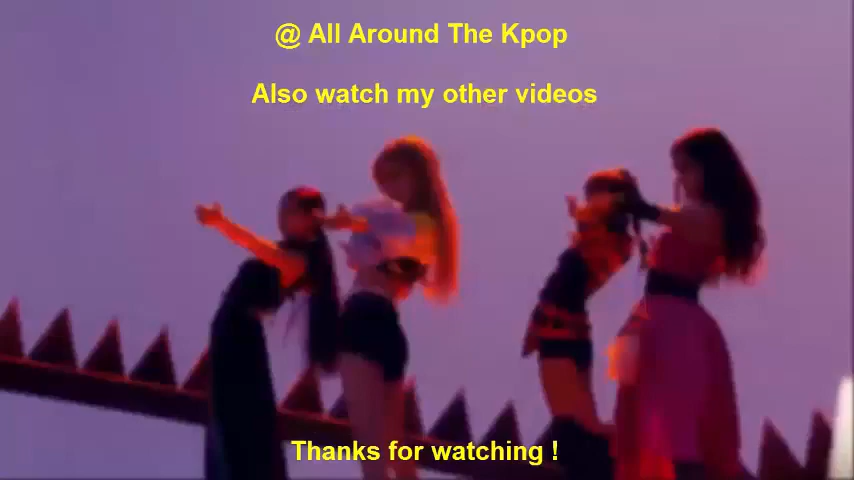 @ All Around The Kpop
Also watch my other videos
Thanks for watching !